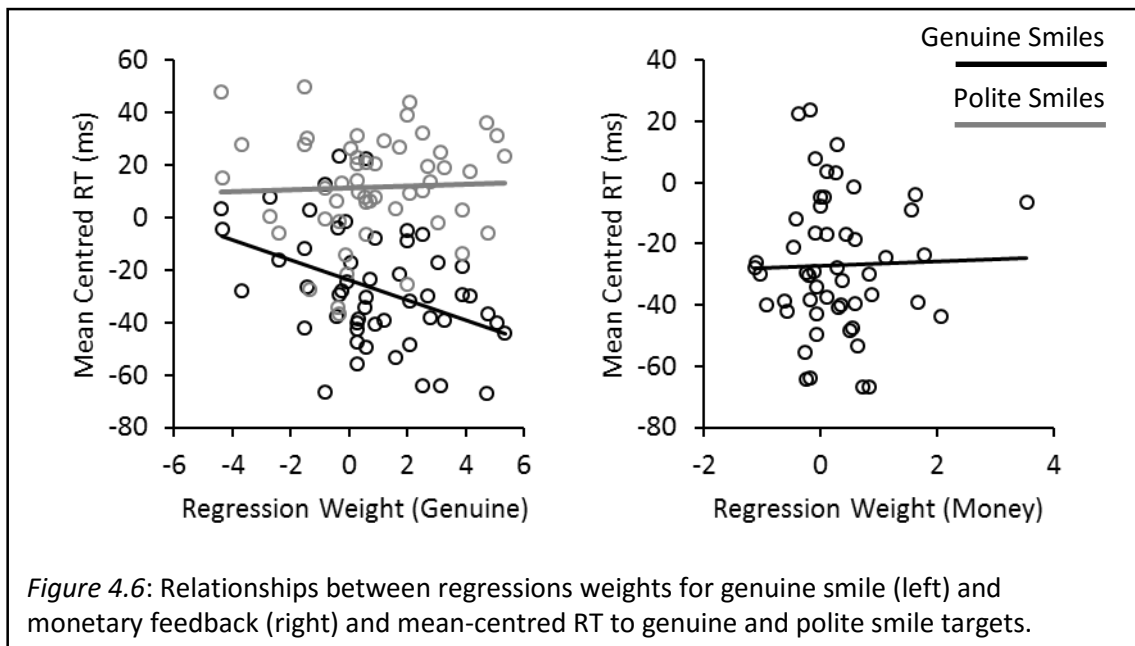 Genuine Smiles
Polite Smiles
60
40
20
0
-20
-40
-60
-80
Mean Centred RT (ms)
-6 -4 -2 0 2 4 6
Regression Weight (Genuine)
40
20
0
-20
-40
-60
-80
Mean Centred RT (ms)
-2 0 2 4
Regression Weight (Money)
Figure 4.6: Relationships between regressions weights for genuine smile (left) and
monetary feedback (right) and mean-centred RT to genuine and polite smile targets.